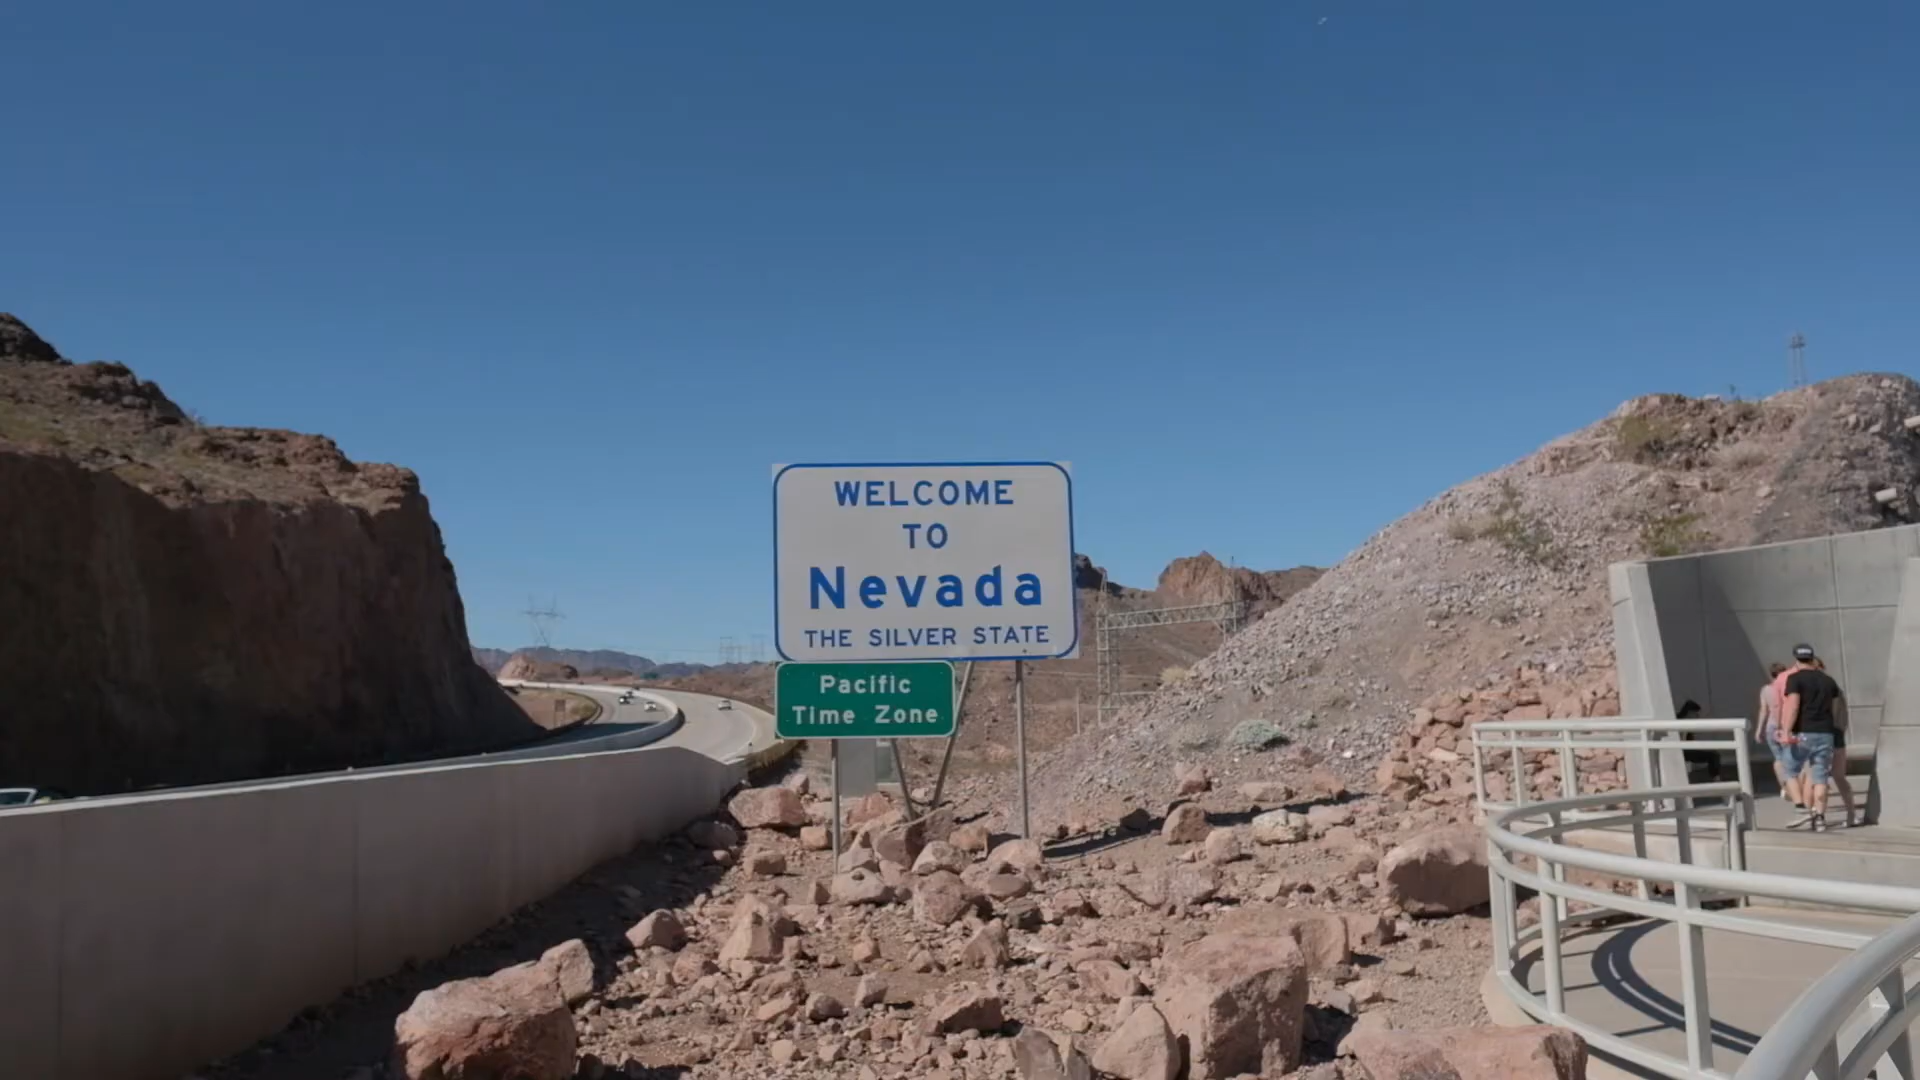 WELCOME
TO
Nevada
THE SILVER STATE
Pacific
Time Zone